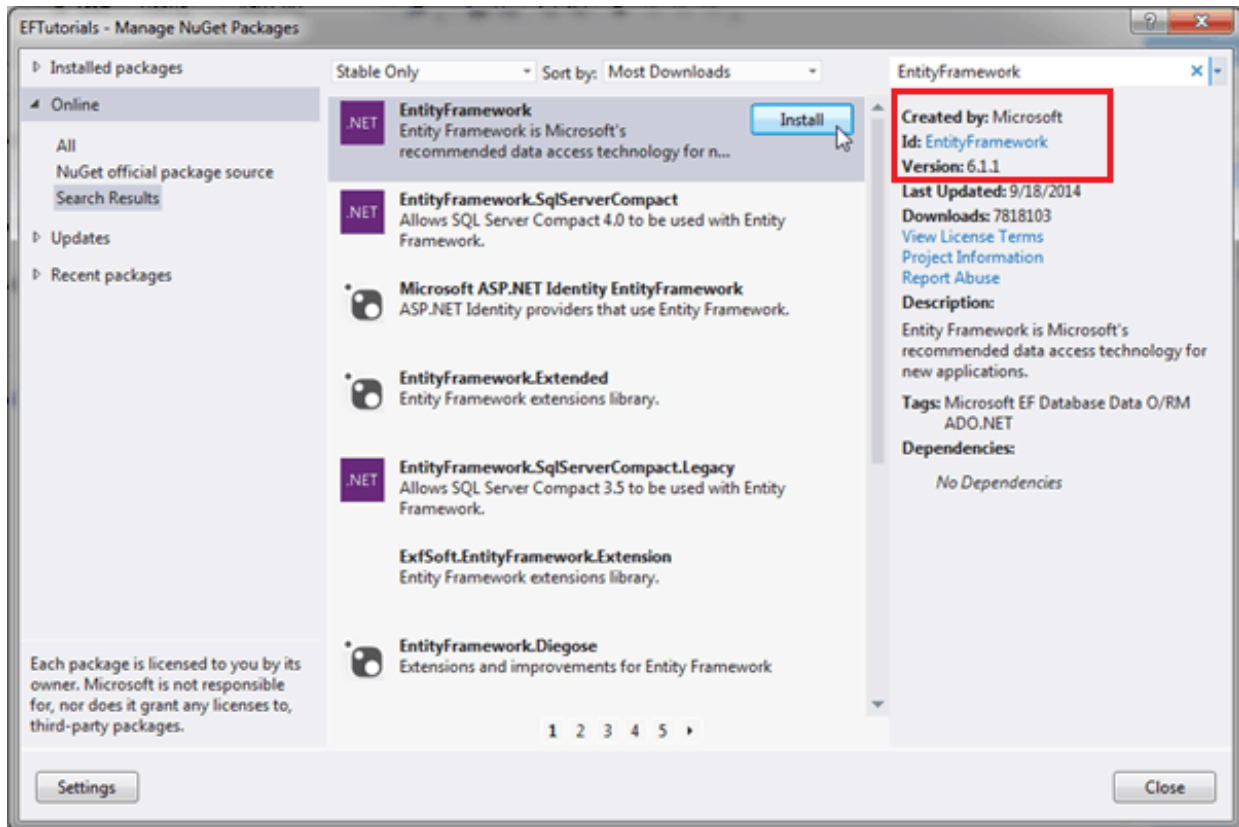 EFTutorials - Manage NuGet Packages
Installed packages
Online
All
NuGet official package source
Search Results
Updates
Recent packages
Each package is licensed to you by its
owner. Microsoft is not responsible
for, nor does it grant any licenses to,
third-party packages.
Settings
Stable Only
Sort by: Most Downloads
.NET
EntityFramework
Entity Framework is Microsoft's
recommended data access technology for n...
Install
.NET
EntityFramework.SqlServerCompact
Allows SQL Server Compact 4.0 to be used with Entity
Framework.
Microsoft ASP.NET Identity EntityFramework
ASP.NET Identity providers that use Entity Framework.
EntityFramework.Extended
Entity Framework extensions library.
.NET
EntityFramework.SqlServerCompact.Legacy
Allows SQL Server Compact 3.5 to be used with Entity
Framework.
ExfSoft.EntityFramework.Extension
Entity Framework extensions library.
EntityFramework.Diegose
Extensions and improvements for Entity Framework
1 2 3 4 5
EntityFramework
Created by: Microsoft
Id: EntityFramework
Version: 6.1.1
Last Updated: 9/18/2014
Downloads: 7818103
View License Terms
Project Information
Report Abuse
Description:
Entity Framework is Microsoft's
recommended data access technology for
new applications.
Tags: Microsoft EF Database Data O/RM
ADO.NET
Dependencies:
No Dependencies
Close